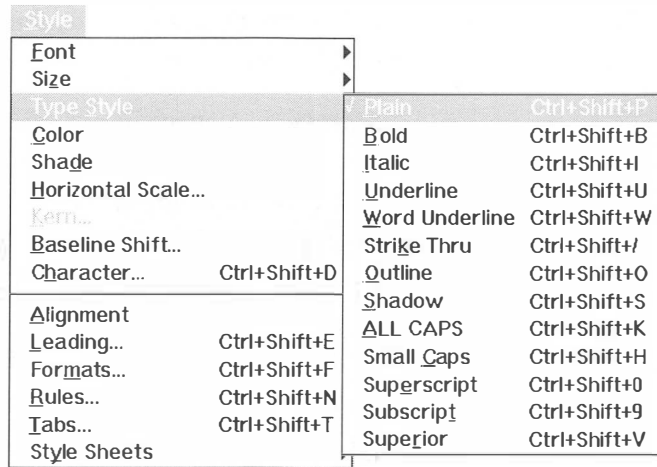 Style
Font
Size
Type Style
Color
Shade
Horizontal Scale...
Kern...
Baseline Shift...
Character... Ctrl+Shift+D
Alignment
Leading... Ctrl+Shift+E
Formats... Ctrl+Shift+F
Rules... Ctrl+Shift+N
Tabs... Ctrl+Shift+T
Style Sheets
Plain Ctrl+Shift+P
Bold Ctrl+Shift+B
Italic Ctrl+Shift+I
Underline Ctrl+Shift+U
Word Underline Ctrl+Shift+W
Strike Thru Ctrl+Shift+/
Outline Ctrl+Shift+O
Shadow Ctrl+Shift+S
ALL CAPS Ctrl+Shift+K
Small Caps Ctrl+Shift+H
Superscript Ctrl+Shift+0
Subscript Ctrl+Shift+9
Superior Ctrl+Shift+V